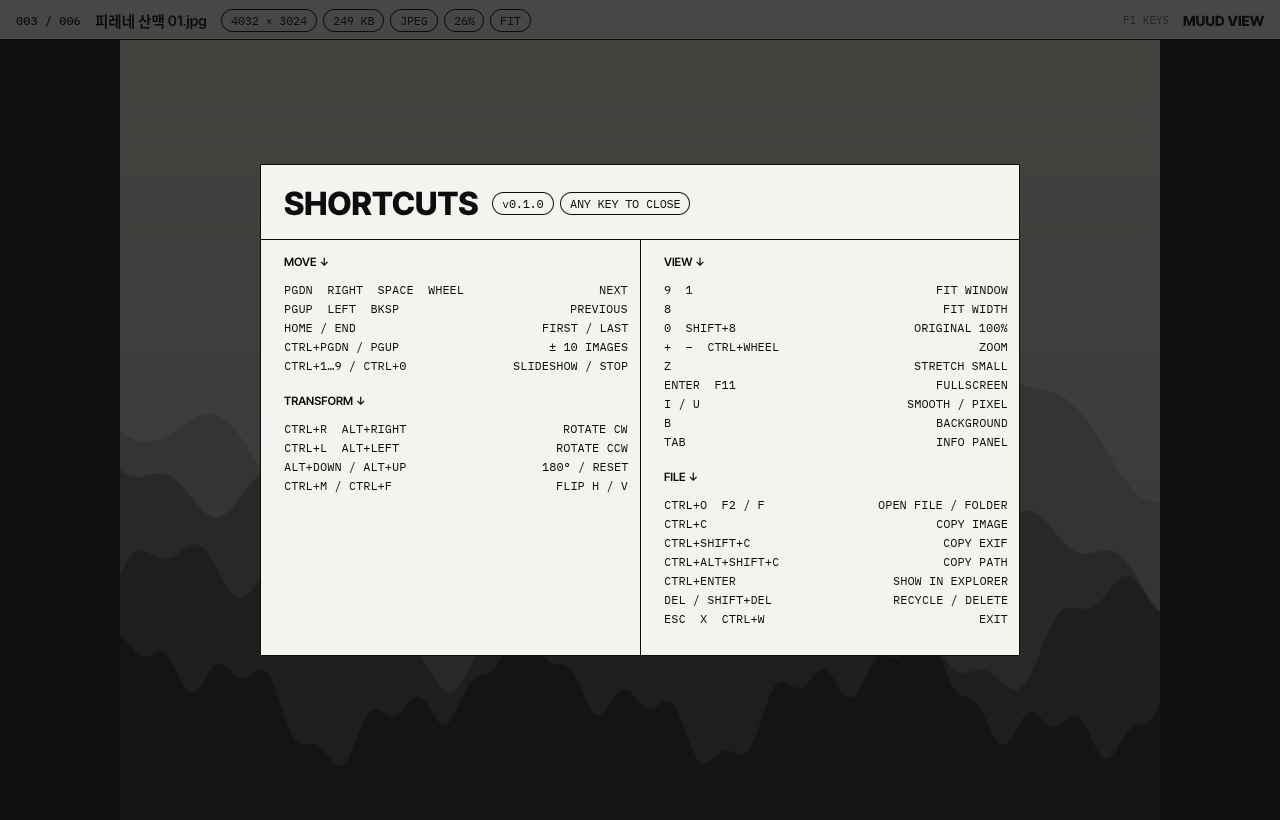 003 / 006 피레네 산맥 01.jpg 4032 × 3024 249 KB JPEG 26% FIT F1 KEYS MUUD VIEW
SHORTCUTS v0.1.0 ANY KEY TO CLOSE
MOVE ↓
PGDN RIGHT SPACE WHEEL NEXT
PGUP LEFT BKSP PREVIOUS
HOME / END FIRST / LAST
CTRL+PGDN / PGUP ± 10 IMAGES
CTRL+1…9 / CTRL+0 SLIDESHOW / STOP
TRANSFORM ↓
CTRL+R ALT+RIGHT ROTATE CW
CTRL+L ALT+LEFT ROTATE CCW
ALT+DOWN / ALT+UP 180° / RESET
CTRL+M / CTRL+F FLIP H / V
VIEW ↓
9 1 FIT WINDOW
8 FIT WIDTH
0 SHIFT+8 ORIGINAL 100%
+ − CTRL+WHEEL ZOOM
Z STRETCH SMALL
ENTER F11 FULLSCREEN
I / U SMOOTH / PIXEL
B BACKGROUND
TAB INFO PANEL
FILE ↓
CTRL+O F2 / F OPEN FILE / FOLDER
CTRL+C COPY IMAGE
CTRL+SHIFT+C COPY EXIF
CTRL+ALT+SHIFT+C COPY PATH
CTRL+ENTER SHOW IN EXPLORER
DEL / SHIFT+DEL RECYCLE / DELETE
ESC X CTRL+W EXIT